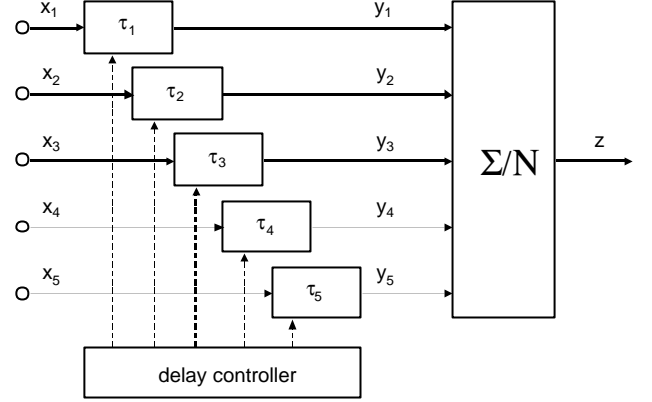 x₁ τ₁ y₁
x₂ τ₂ y₂
x₃ τ₃ y₃ Σ/N z
x₄ τ₄ y₄
x₅ τ₅ y₅
delay controller